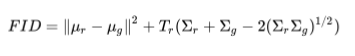 FID = ‖μ_r − μ_g‖² + T_r(Σ_r + Σ_g − 2(Σ_rΣ_g)^{1/2})